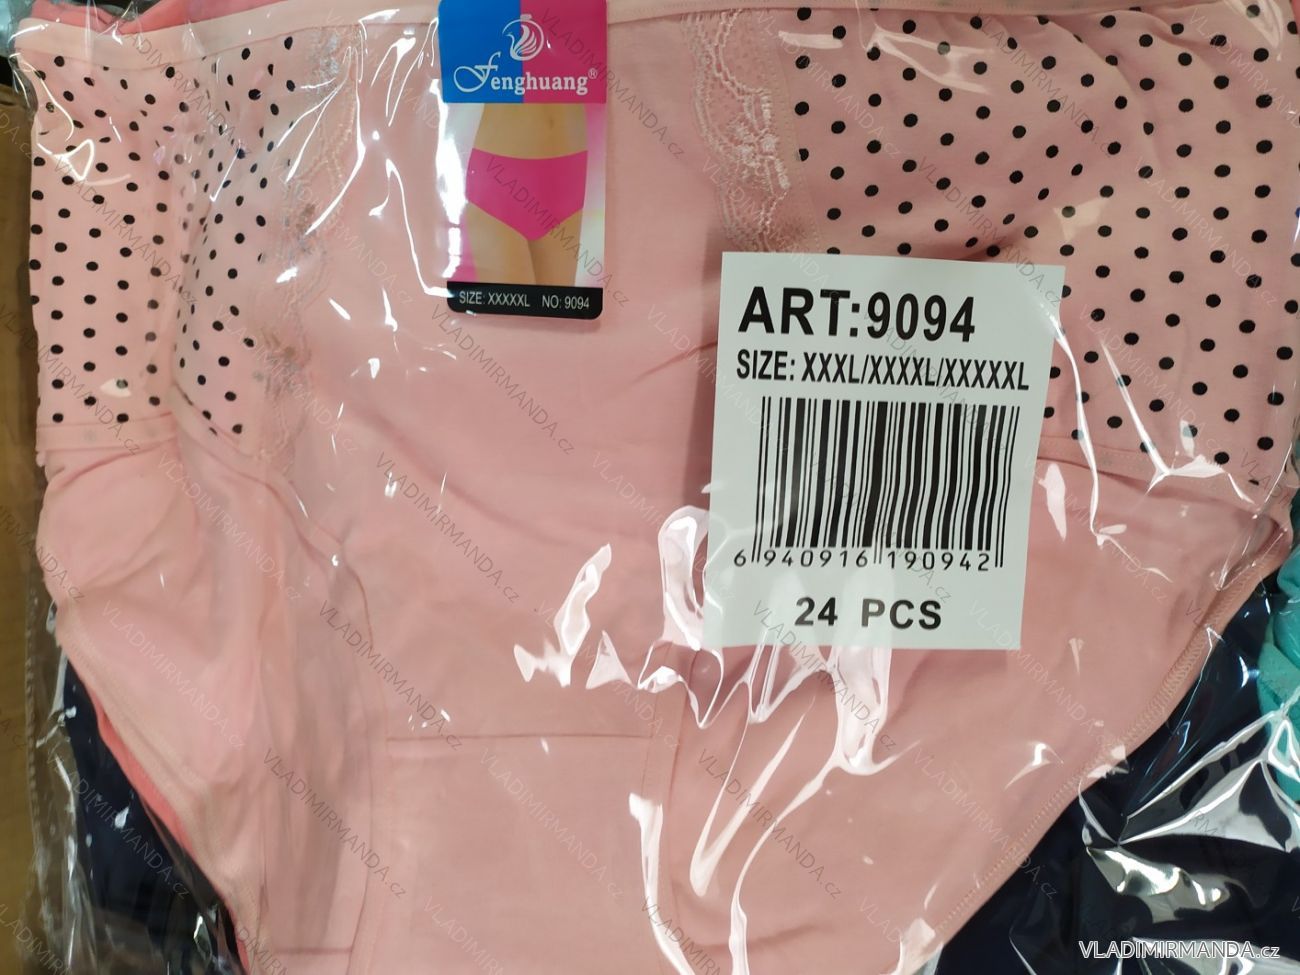 Fenghuang®
SIZE: XXXXXL NO: 9094
ART:9094
SIZE: XXXL/XXXXL/XXXXXL
6 940916 190942
24 PCS
VLADIMIRMANDA.cz